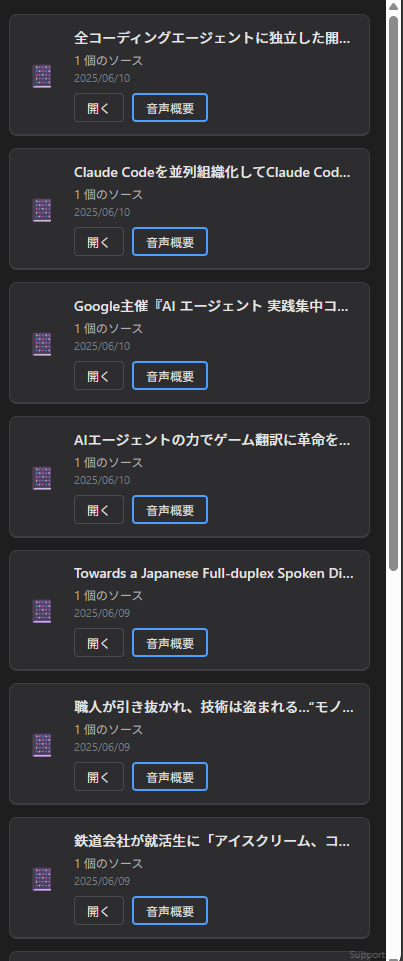 全コーディングエージェントに独立した開...
1 個のソース
2025/06/10
開く 音声概要
Claude Codeを並列組織化してClaude Cod...
1 個のソース
2025/06/10
開く 音声概要
Google主催『AI エージェント 実践集中コ...
1 個のソース
2025/06/10
開く 音声概要
AIエージェントの力でゲーム翻訳に革命を...
1 個のソース
2025/06/10
開く 音声概要
Towards a Japanese Full-duplex Spoken Di...
1 個のソース
2025/06/09
開く 音声概要
職人が引き抜かれ、技術は盗まれる...“モノ...
1 個のソース
2025/06/09
開く 音声概要
鉄道会社が就活生に「アイスクリーム、コ...
1 個のソース
2025/06/09
開く 音声概要
Support